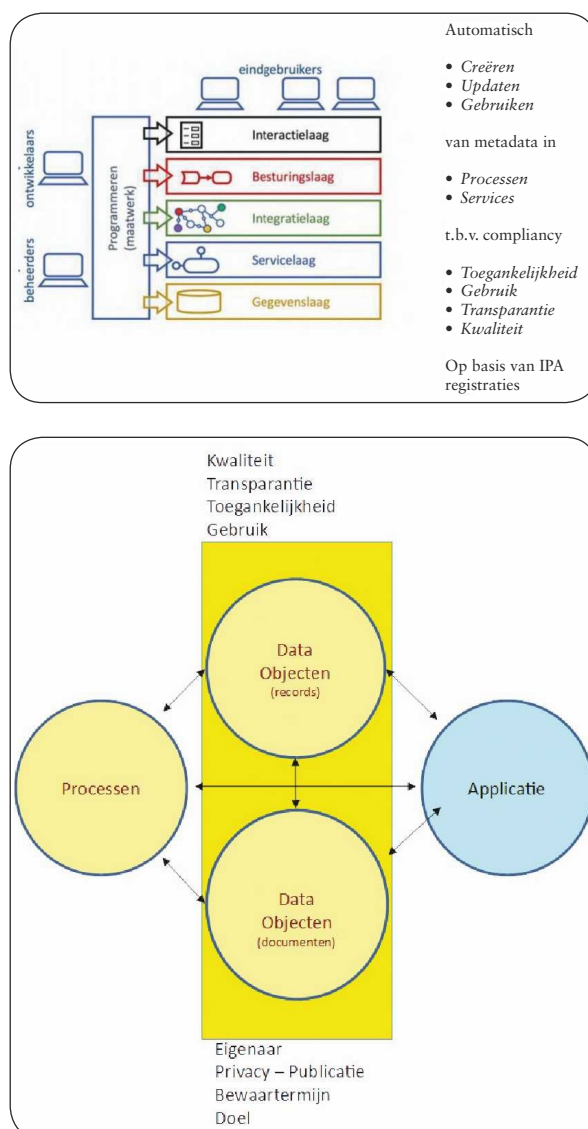 eindgebruikers
ontwikkelaars
beheerders
Programmeren
(maatwerk)
Interactielaag
Besturingslaag
Integratielaag
Servicelaag
Gegevenslaag
Automatisch
• Creëren
• Updaten
• Gebruiken
van metadata in
• Processen
• Services
t.b.v. compliancy
• Toegankelijkheid
• Gebruik
• Transparantie
• Kwaliteit
Op basis van IPA
registraties
Kwaliteit
Transparantie
Toegankelijkheid
Gebruik
Data
Objecten
(records)
Processen
Applicatie
Data
Objecten
(documenten)
Eigenaar
Privacy – Publicatie
Bewaartermijn
Doel